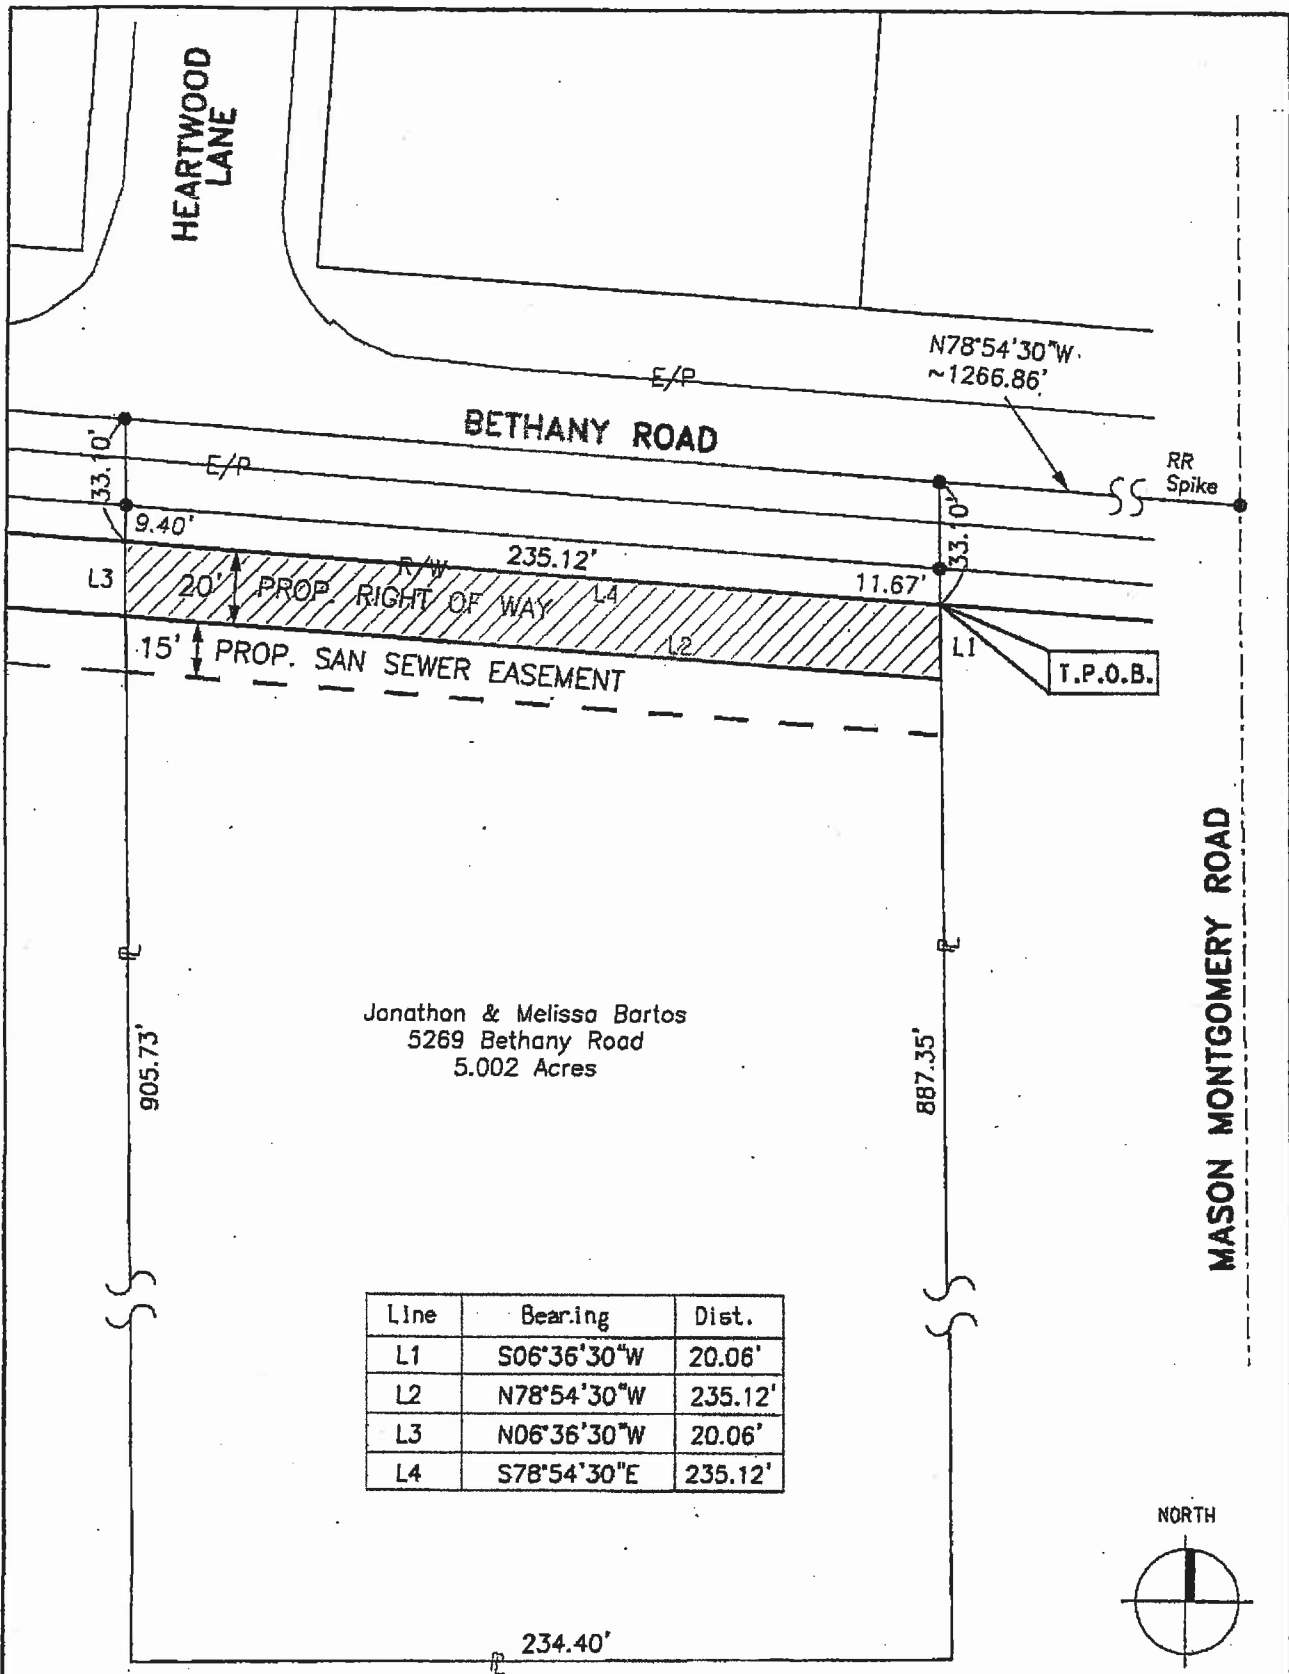 HEARTWOOD
LANE
N78°54'30"W
~1266.86'
E/P
BETHANY ROAD
RR
Spike
33.10'
E/P
33.10'
9.40'
R/W
235.12'
11.67'
L3
20' PROP. RIGHT OF WAY
L4
L2
L1
15' PROP. SAN SEWER EASEMENT
T.P.O.B.
MASON MONTGOMERY ROAD
PL
PL
Jonathon & Melissa Bartos
5269 Bethany Road
5.002 Acres
905.73'
887.35'
Line Bearing Dist.
L1 S06°36'30"W 20.06'
L2 N78°54'30"W 235.12'
L3 N06°36'30"W 20.06'
L4 S78°54'30"E 235.12'
NORTH
234.40'
PL